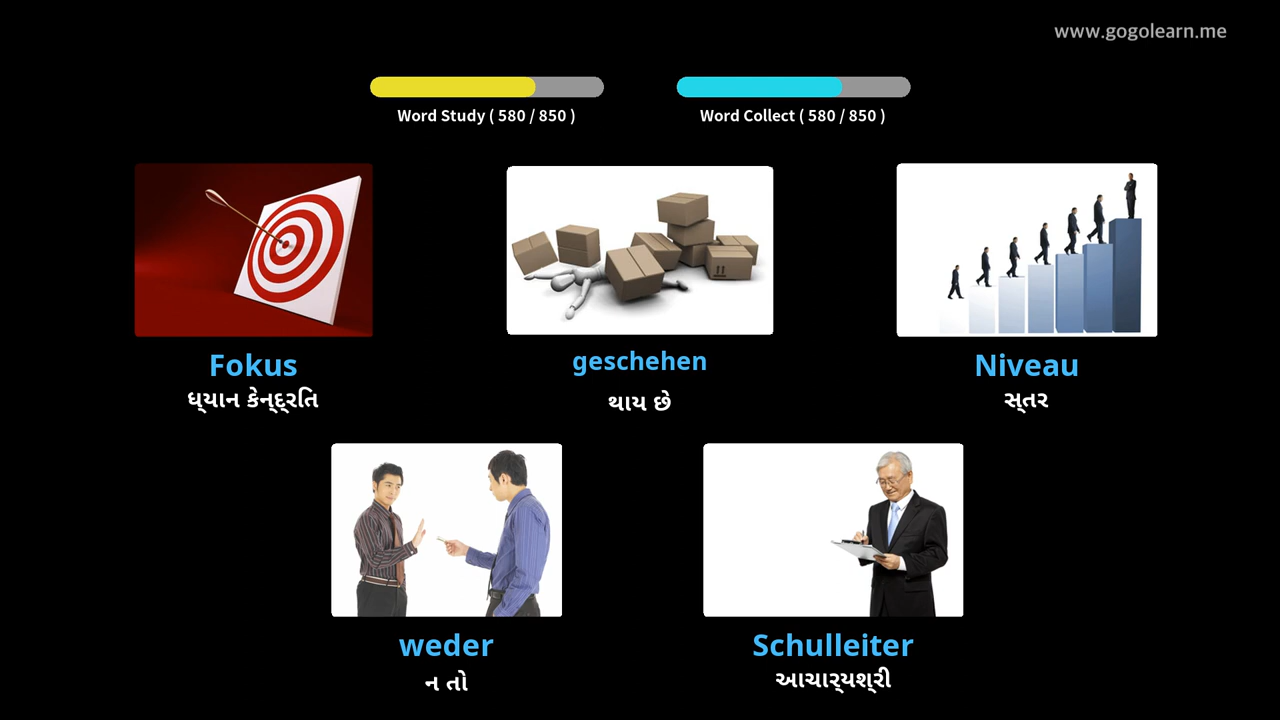 www.gogolearn.me
Word Study ( 580 / 850 )
Word Collect ( 580 / 850 )
Fokus
ધ્યાન કેન્દ્રતિ
geschehen
થાય છે
Niveau
સ્તર
weder
ન તો
Schulleiter
આચાર્યશ્રી